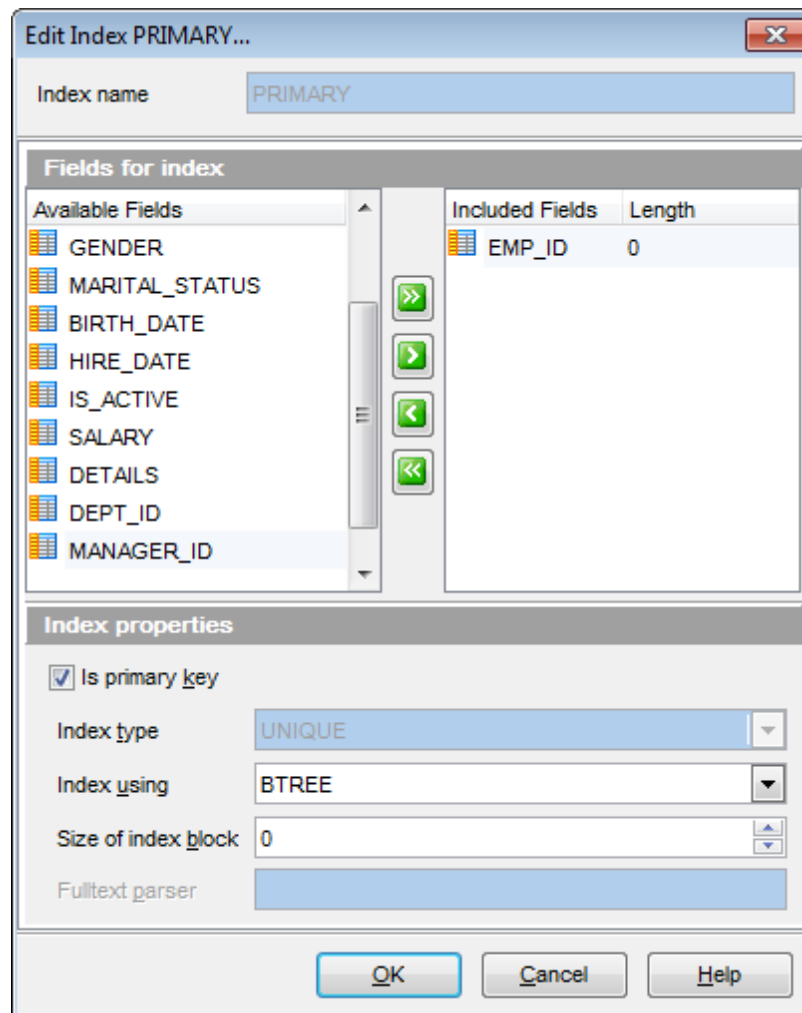 Edit Index PRIMARY...
Index name PRIMARY
Fields for index
Available Fields
GENDER
MARITAL_STATUS
BIRTH_DATE
HIRE_DATE
IS_ACTIVE
SALARY
DETAILS
DEPT_ID
MANAGER_ID
Included Fields Length
EMP_ID 0
Index properties
Is primary key
Index type UNIQUE
Index using BTREE
Size of index block 0
Fulltext parser
OK Cancel Help